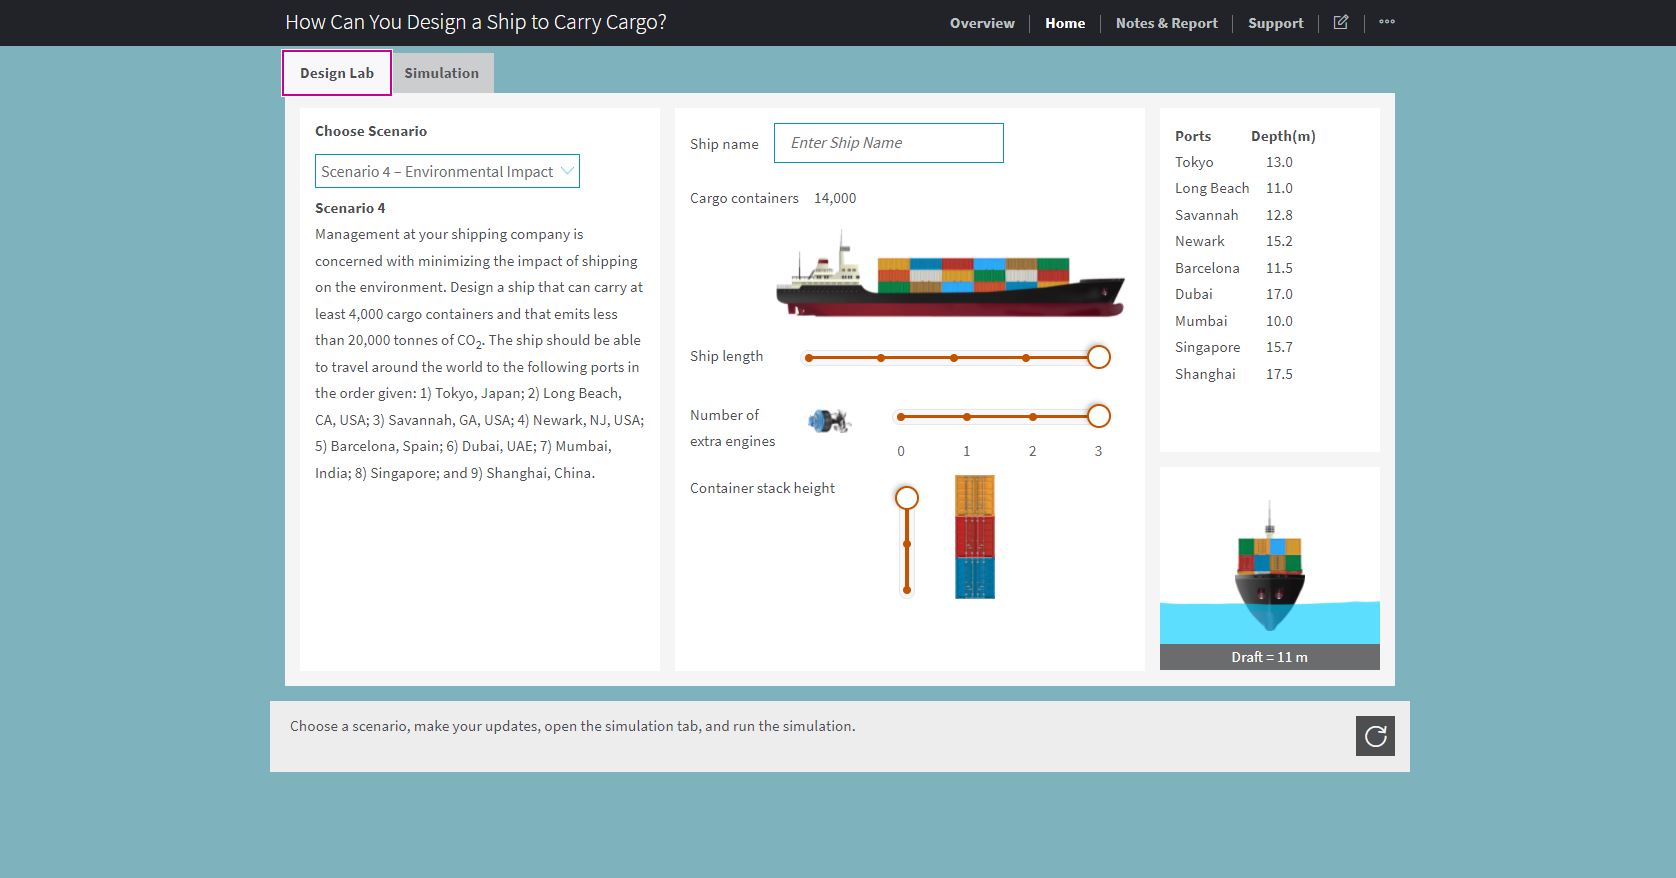 How Can You Design a Ship to Carry Cargo?
Overview
Home
Notes & Report
Support
Design Lab
Simulation
Choose Scenario
Scenario 4 – Environmental Impact
Scenario 4
Management at your shipping company is
concerned with minimizing the impact of shipping
on the environment. Design a ship that can carry at
least 4,000 cargo containers and that emits less
than 20,000 tonnes of CO₂. The ship should be able
to travel around the world to the following ports in
the order given: 1) Tokyo, Japan; 2) Long Beach,
CA, USA; 3) Savannah, GA, USA; 4) Newark, NJ, USA;
5) Barcelona, Spain; 6) Dubai, UAE; 7) Mumbai,
India; 8) Singapore; and 9) Shanghai, China.
Ship name
Enter Ship Name
Cargo containers 14,000
Ship length
Number of
extra engines
0 1 2 3
Container stack height
Ports Depth(m)
Tokyo 13.0
Long Beach 11.0
Savannah 12.8
Newark 15.2
Barcelona 11.5
Dubai 17.0
Mumbai 10.0
Singapore 15.7
Shanghai 17.5
Draft = 11 m
Choose a scenario, make your updates, open the simulation tab, and run the simulation.